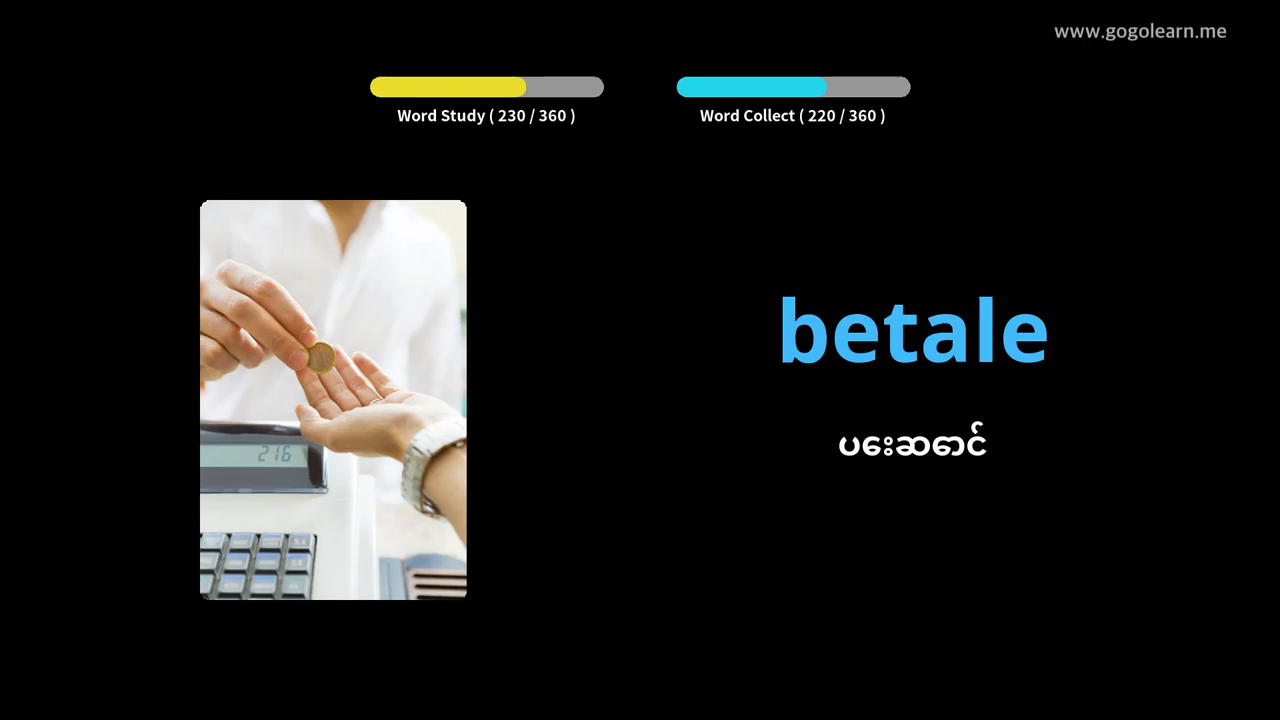 www.gogolearn.me
Word Study ( 230 / 360 )
Word Collect ( 220 / 360 )
216
betale
ပေးဆောင်